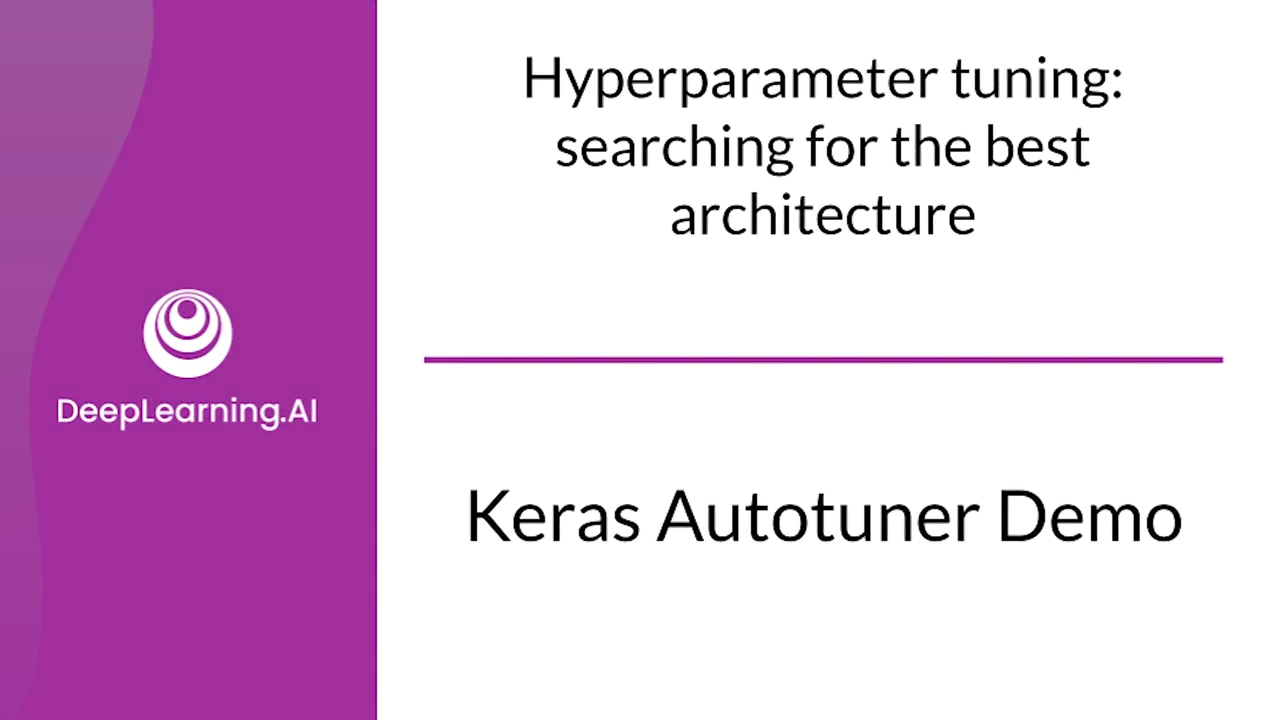 Hyperparameter tuning:
searching for the best
architecture
DeepLearning.AI
Keras Autotuner Demo